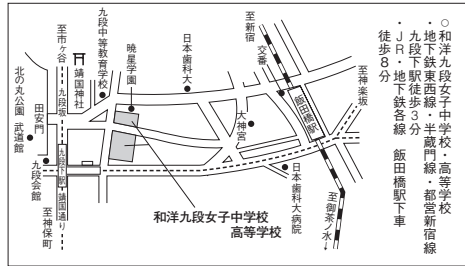 ○和洋九段女子中学校・高等学校
・地下鉄東西線・半蔵門線・都営新宿線
九段下駅徒歩3分
・JR・地下鉄各線　飯田橋駅下車
徒歩8分
至神楽坂
至新宿
交番
飯田橋駅
日本歯科大
大神宮
暁星学園
九段中等教育学校
靖国神社
至市ヶ谷
九段坂
田安門
北の丸公園
武道館
九段会館
九段下駅
靖国通り
至神保町
和洋九段女子中学校
高等学校
日本歯科大病院
至御茶ノ水→